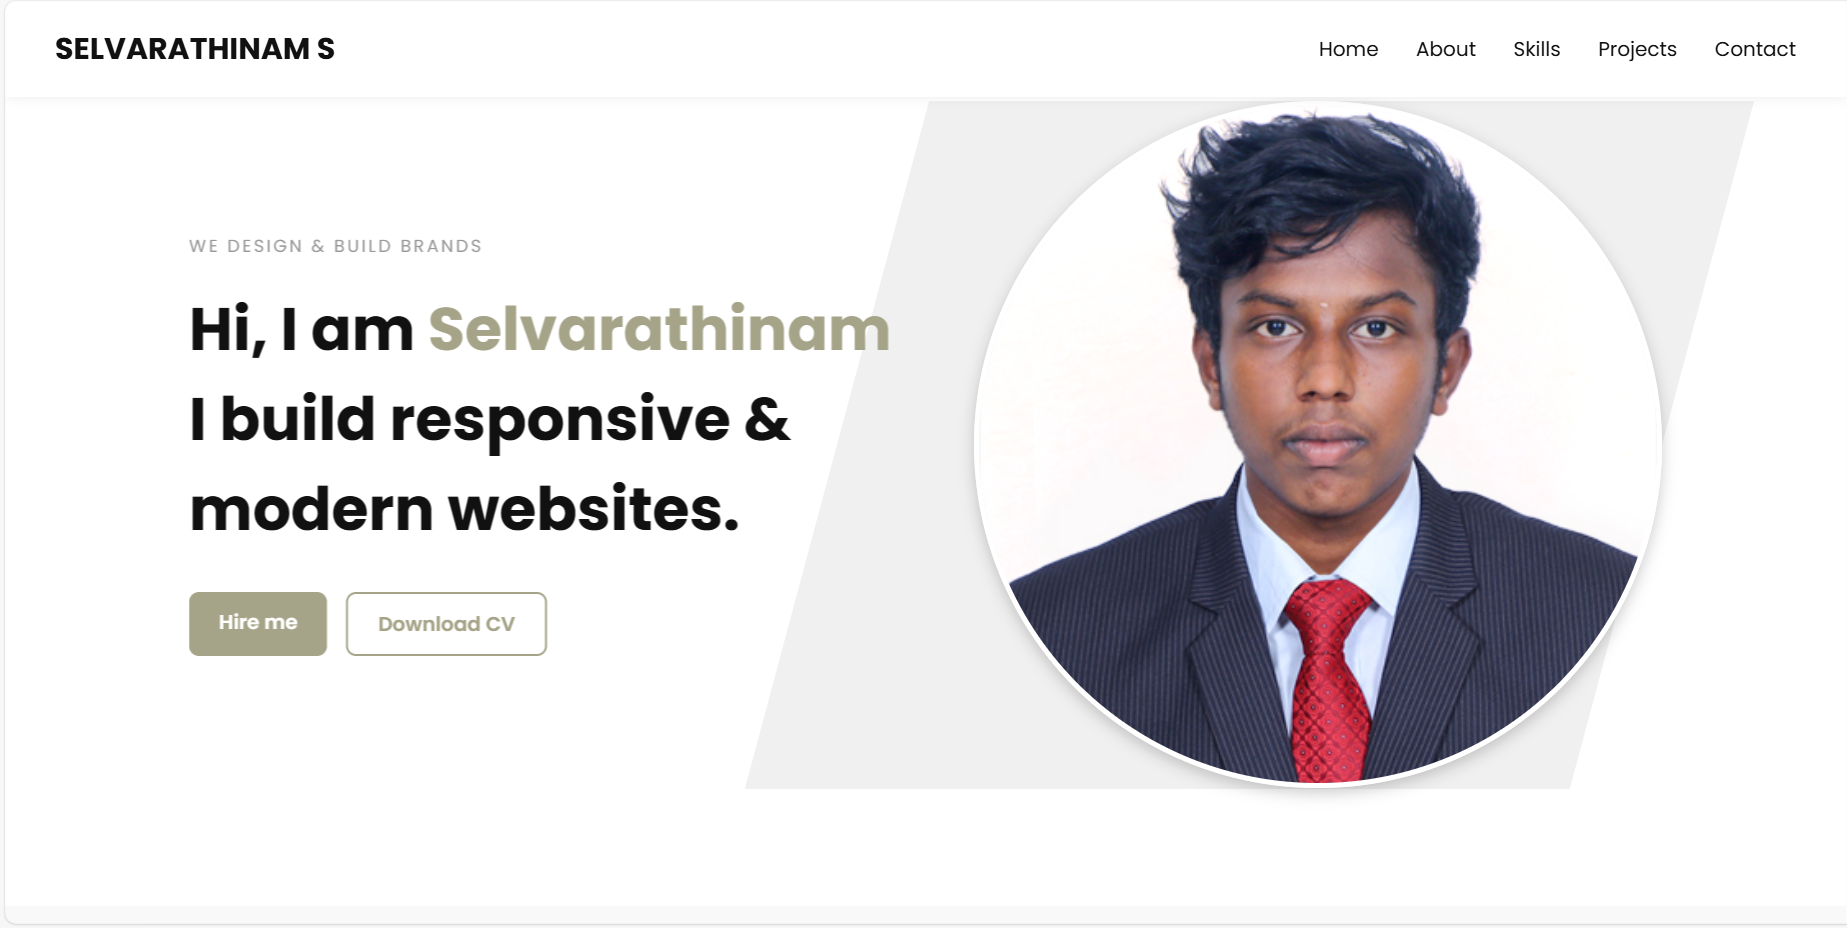 SELVARATHINAM S
Home About Skills Projects Contact
WE DESIGN & BUILD BRANDS
Hi, I am Selvarathinam
I build responsive &
modern websites.
Hire me
Download CV